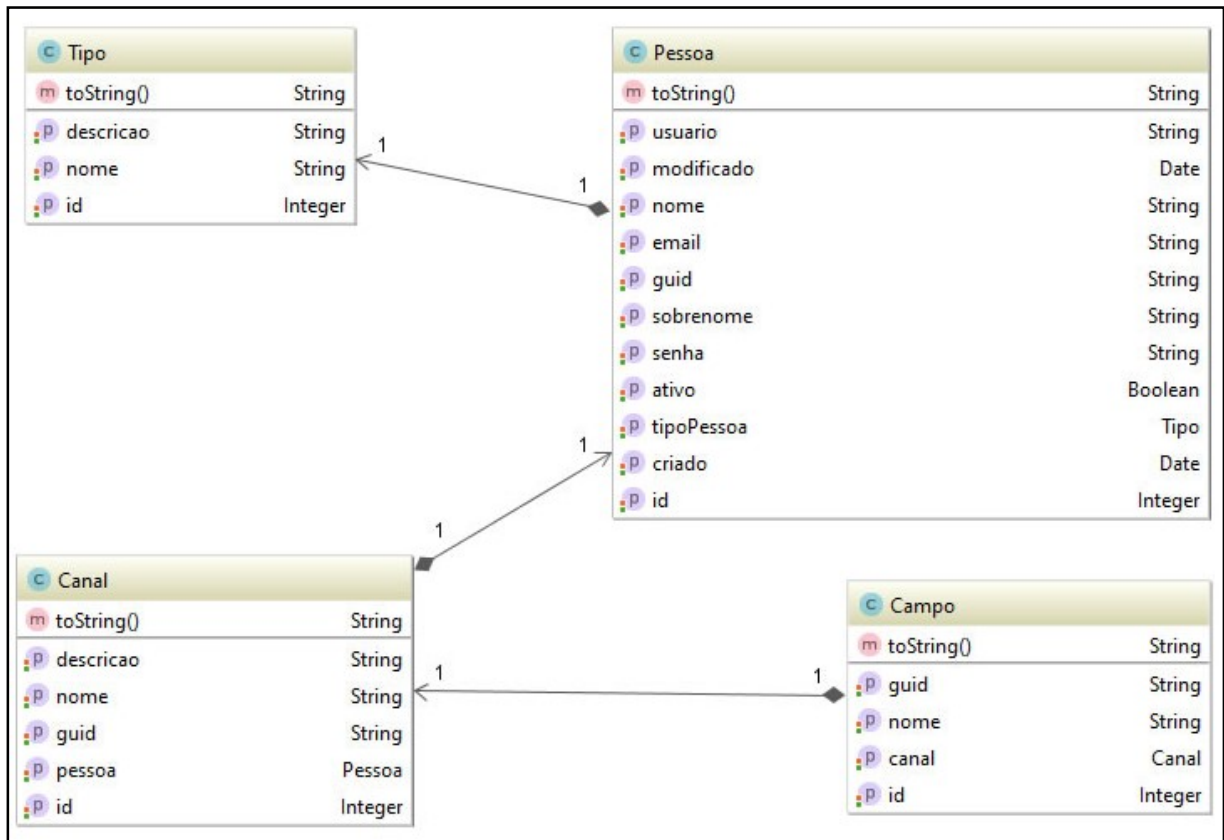 C Tipo
m toString() String
p descricao String
p nome String
p id Integer
1
1
C Pessoa
m toString() String
p usuario String
p modificado Date
p nome String
p email String
p guid String
p sobrenome String
p senha String
p ativo Boolean
p tipoPessoa Tipo
p criado Date
p id Integer
1
1
C Canal
m toString() String
p descricao String
p nome String
p guid String
p pessoa Pessoa
p id Integer
1
1
C Campo
m toString() String
p guid String
p nome String
p canal Canal
p id Integer